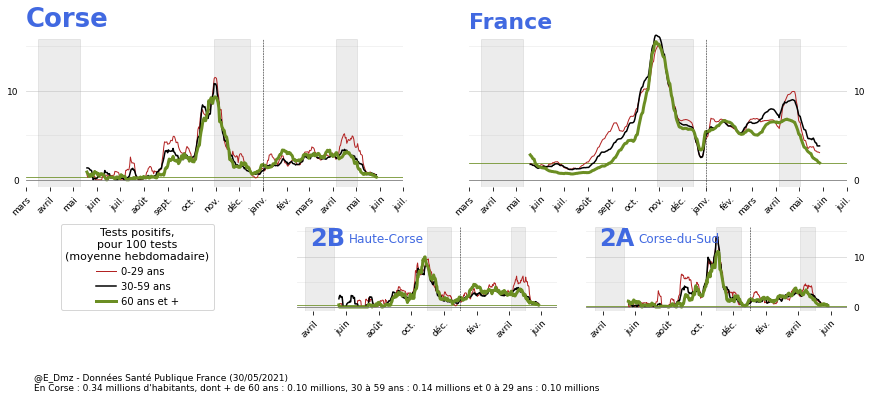 Corse
France
10
0
10
0
mars avril mai juin juil. août sept. oct. nov. déc. janv. fév. mars avril mai juin juil.
mars avril mai juin juil. août sept. oct. nov. déc. janv. fév. mars avril mai juin juil.
Tests positifs,
pour 100 tests
(moyenne hebdomadaire)
0-29 ans
30-59 ans
60 ans et +
2B Haute-Corse
2A Corse-du-Sud
10
0
avril juin août oct. déc. fév. avril juin
avril juin août oct. déc. fév. avril juin
@E_Dmz - Données Santé Publique France (30/05/2021)
En Corse : 0.34 millions d'habitants, dont + de 60 ans : 0.10 millions, 30 à 59 ans : 0.14 millions et 0 à 29 ans : 0.10 millions